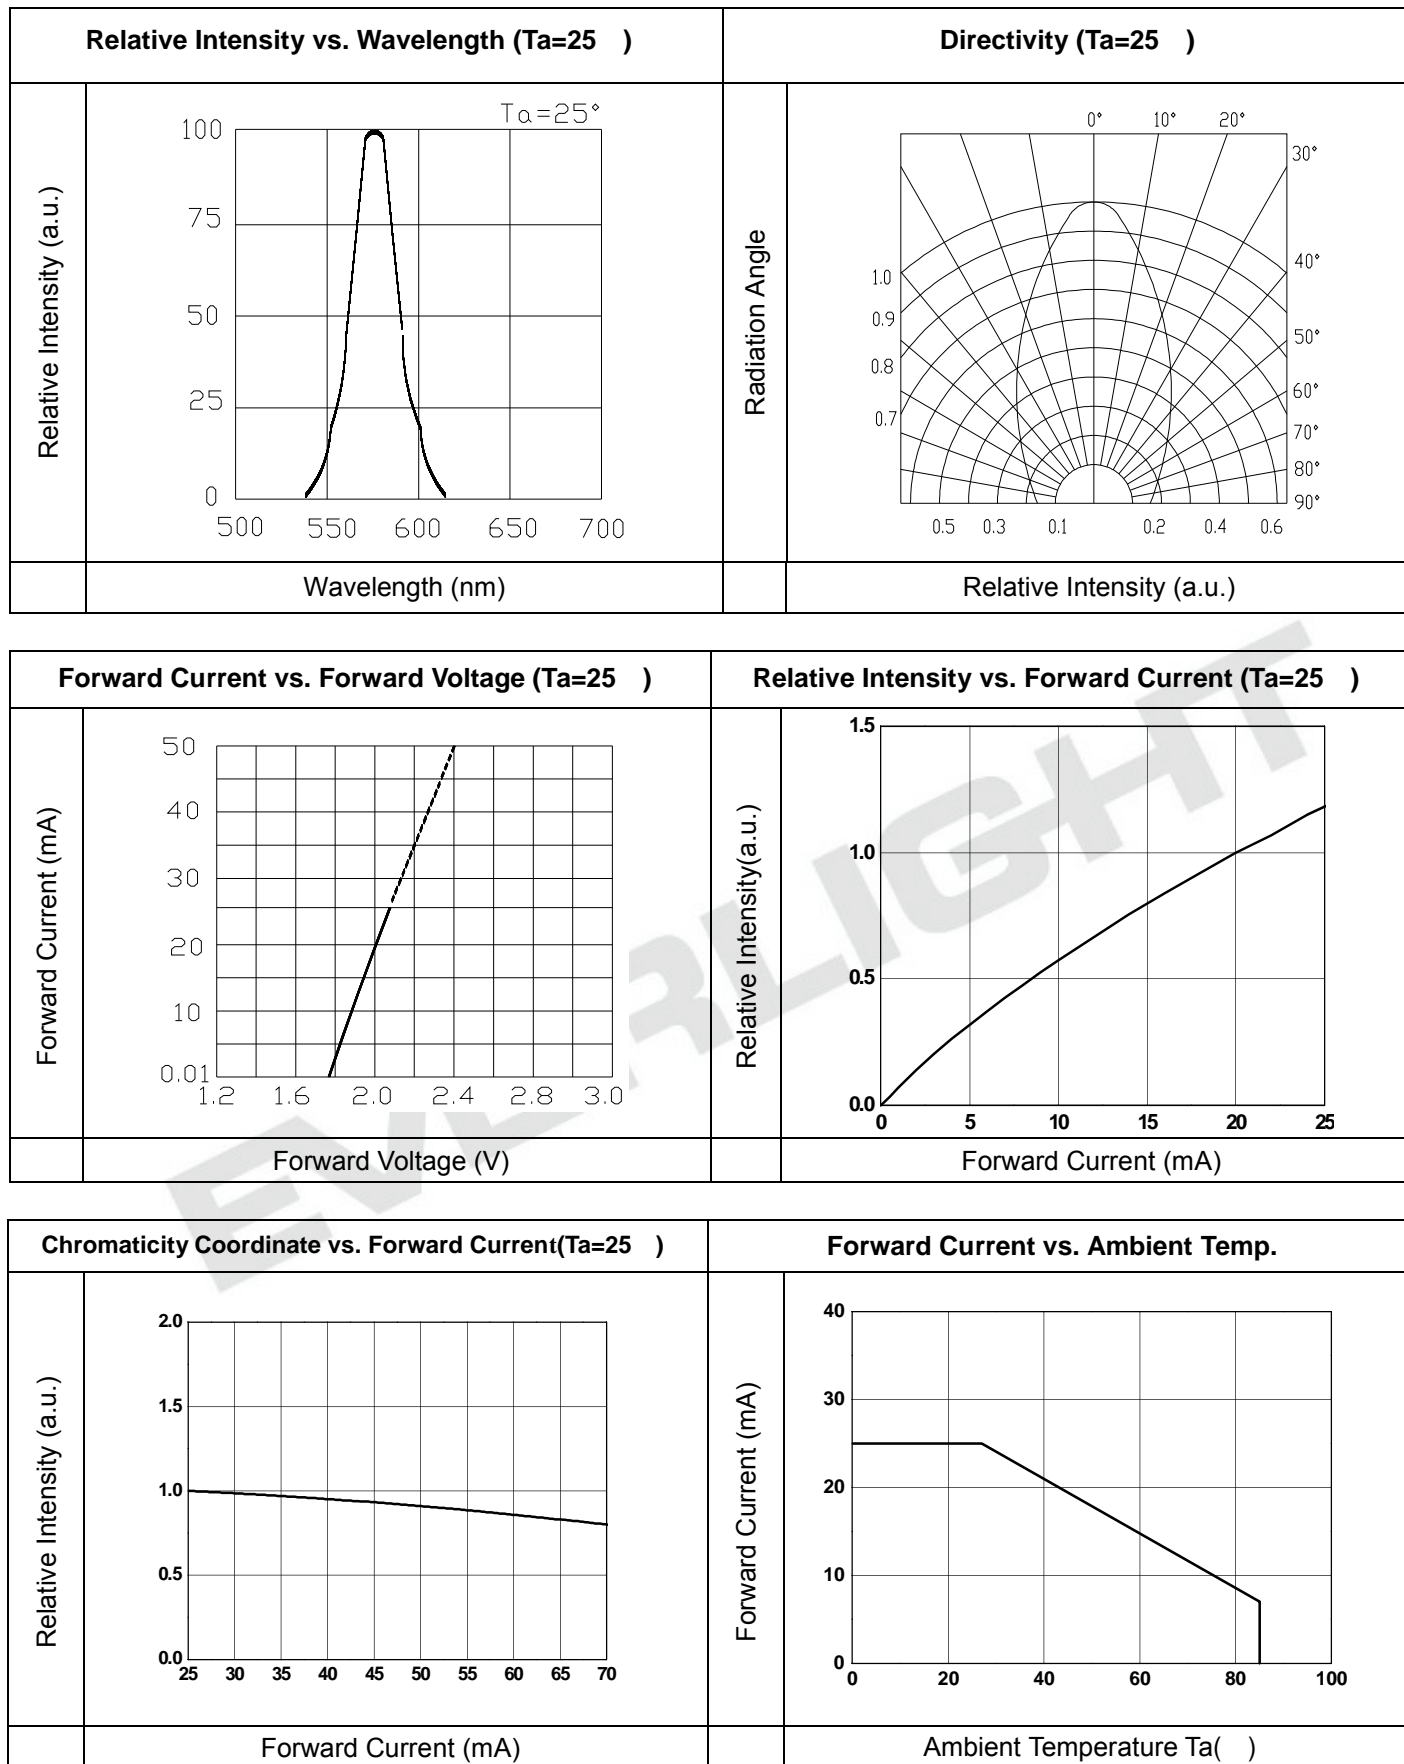 Relative Intensity vs. Wavelength (Ta=25 )
Directivity (Ta=25 )
Relative Intensity (a.u.)
Ta=25°
100
75
50
25
0
500 550 600 650 700
Wavelength (nm)
Radiation Angle
0° 10° 20°
30°
40°
50°
60°
70°
80°
90°
1.0
0.9
0.8
0.7
0.5 0.3 0.1 0.2 0.4 0.6
Relative Intensity (a.u.)
Forward Current vs. Forward Voltage (Ta=25 )
Relative Intensity vs. Forward Current (Ta=25 )
Forward Current (mA)
50
40
30
20
10
0.01
1.2 1.6 2.0 2.4 2.8 3.0
Forward Voltage (V)
Relative Intensity(a.u.)
1.5
1.0
0.5
0.0
0 5 10 15 20 25
Forward Current (mA)
EVERLIGHT
Chromaticity Coordinate vs. Forward Current(Ta=25 )
Forward Current vs. Ambient Temp.
Relative Intensity (a.u.)
2.0
1.5
1.0
0.5
0.0
25 30 35 40 45 50 55 60 65 70
Forward Current (mA)
Forward Current (mA)
40
30
20
10
0
0 20 40 60 80 100
Ambient Temperature Ta( )